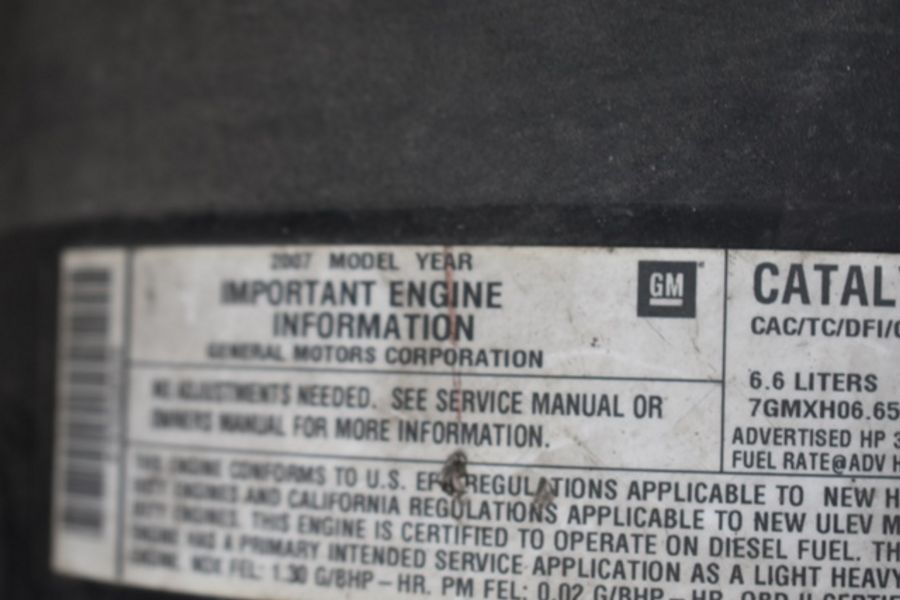 2007 MODEL YEAR
IMPORTANT ENGINE
INFORMATION
GENERAL MOTORS CORPORATION
GM
NO ADJUSTMENTS NEEDED. SEE SERVICE MANUAL OR
OWNERS MANUAL FOR MORE INFORMATION.
CATAL
CAC/TC/DFI/
6.6 LITERS
7GMXH06.65
ADVERTISED HP 3
FUEL RATE@ADV H
THIS ENGINE CONFORMS TO U.S. EPA REGULATIONS APPLICABLE TO NEW H
DUTY ENGINES AND CALIFORNIA REGULATIONS APPLICABLE TO NEW ULEV M
DUTY ENGINES. THIS ENGINE IS CERTIFIED TO OPERATE ON DIESEL FUEL. TH
ENGINE HAS A PRIMARY INTENDED SERVICE APPLICATION AS A LIGHT HEAVY
ENGINE. NOX FEL: 1.30 G/BHP-HR. PM FEL: 0.02 G/BHP-HR. OBD II CERTIF